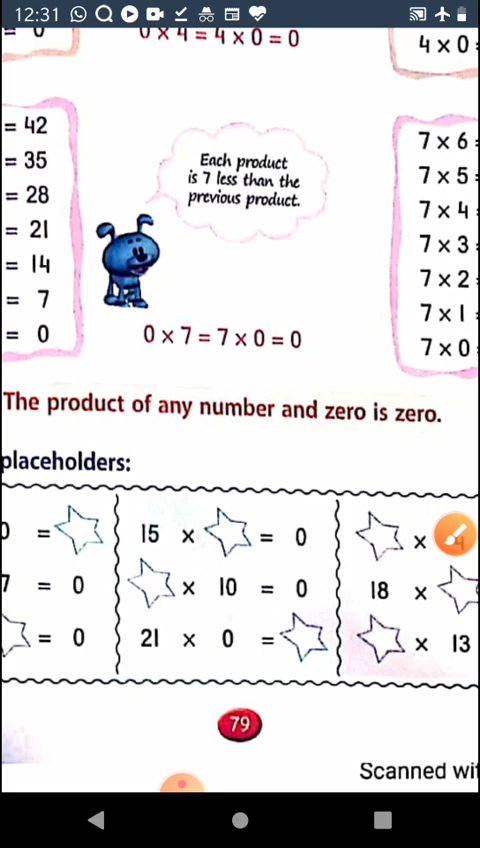 12:31
= 0
0 x 4 = 4 x 0 = 0
4 x 0
= 42
= 35
= 28
= 21
= 14
= 7
= 0
Each product
is 7 less than the
previous product.
0 x 7 = 7 x 0 = 0
7 x 6
7 x 5
7 x 4
7 x 3
7 x 2
7 x 1
7 x 0
The product of any number and zero is zero.
placeholders:
0 =
7 = 0
= 0
15 x = 0
x 10 = 0
21 x 0 =
x
18 x
x 13
79
Scanned wit